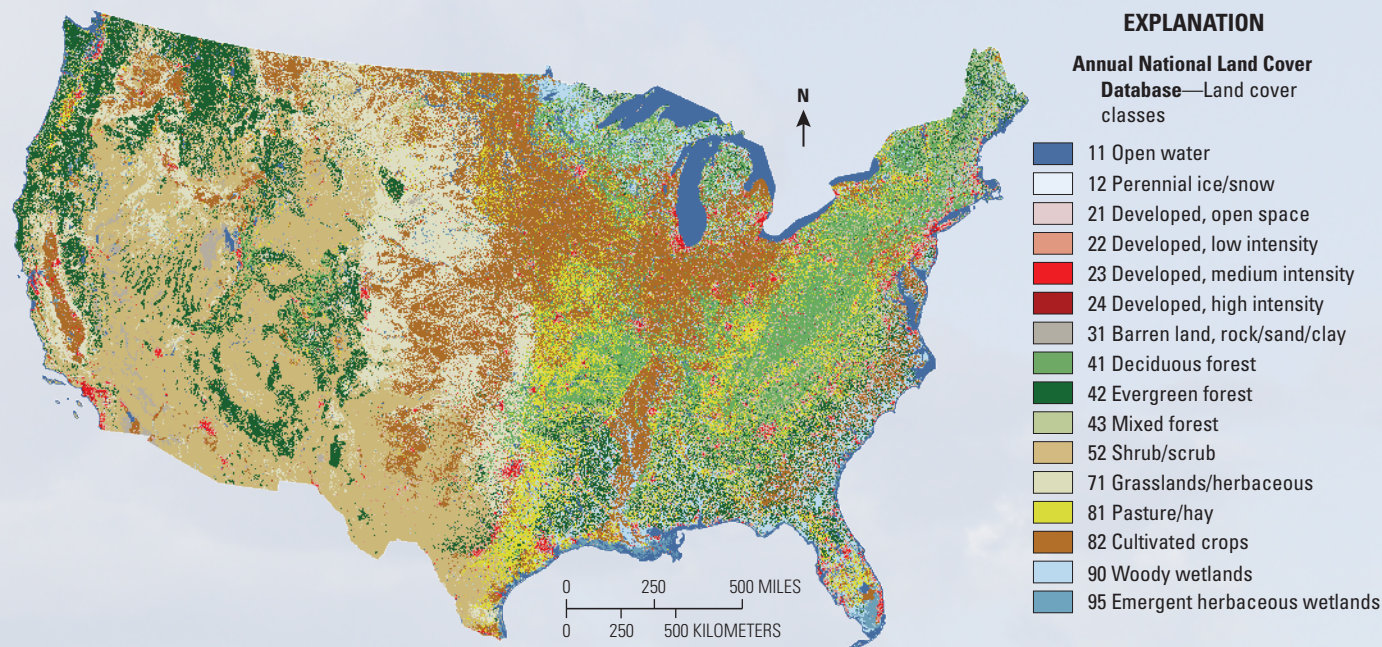 EXPLANATION
Annual National Land Cover
Database—Land cover
classes
N
11 Open water
12 Perennial ice/snow
21 Developed, open space
22 Developed, low intensity
23 Developed, medium intensity
24 Developed, high intensity
31 Barren land, rock/sand/clay
41 Deciduous forest
42 Evergreen forest
43 Mixed forest
52 Shrub/scrub
71 Grasslands/herbaceous
81 Pasture/hay
82 Cultivated crops
90 Woody wetlands
95 Emergent herbaceous wetlands
0 250 500 MILES
0 250 500 KILOMETERS